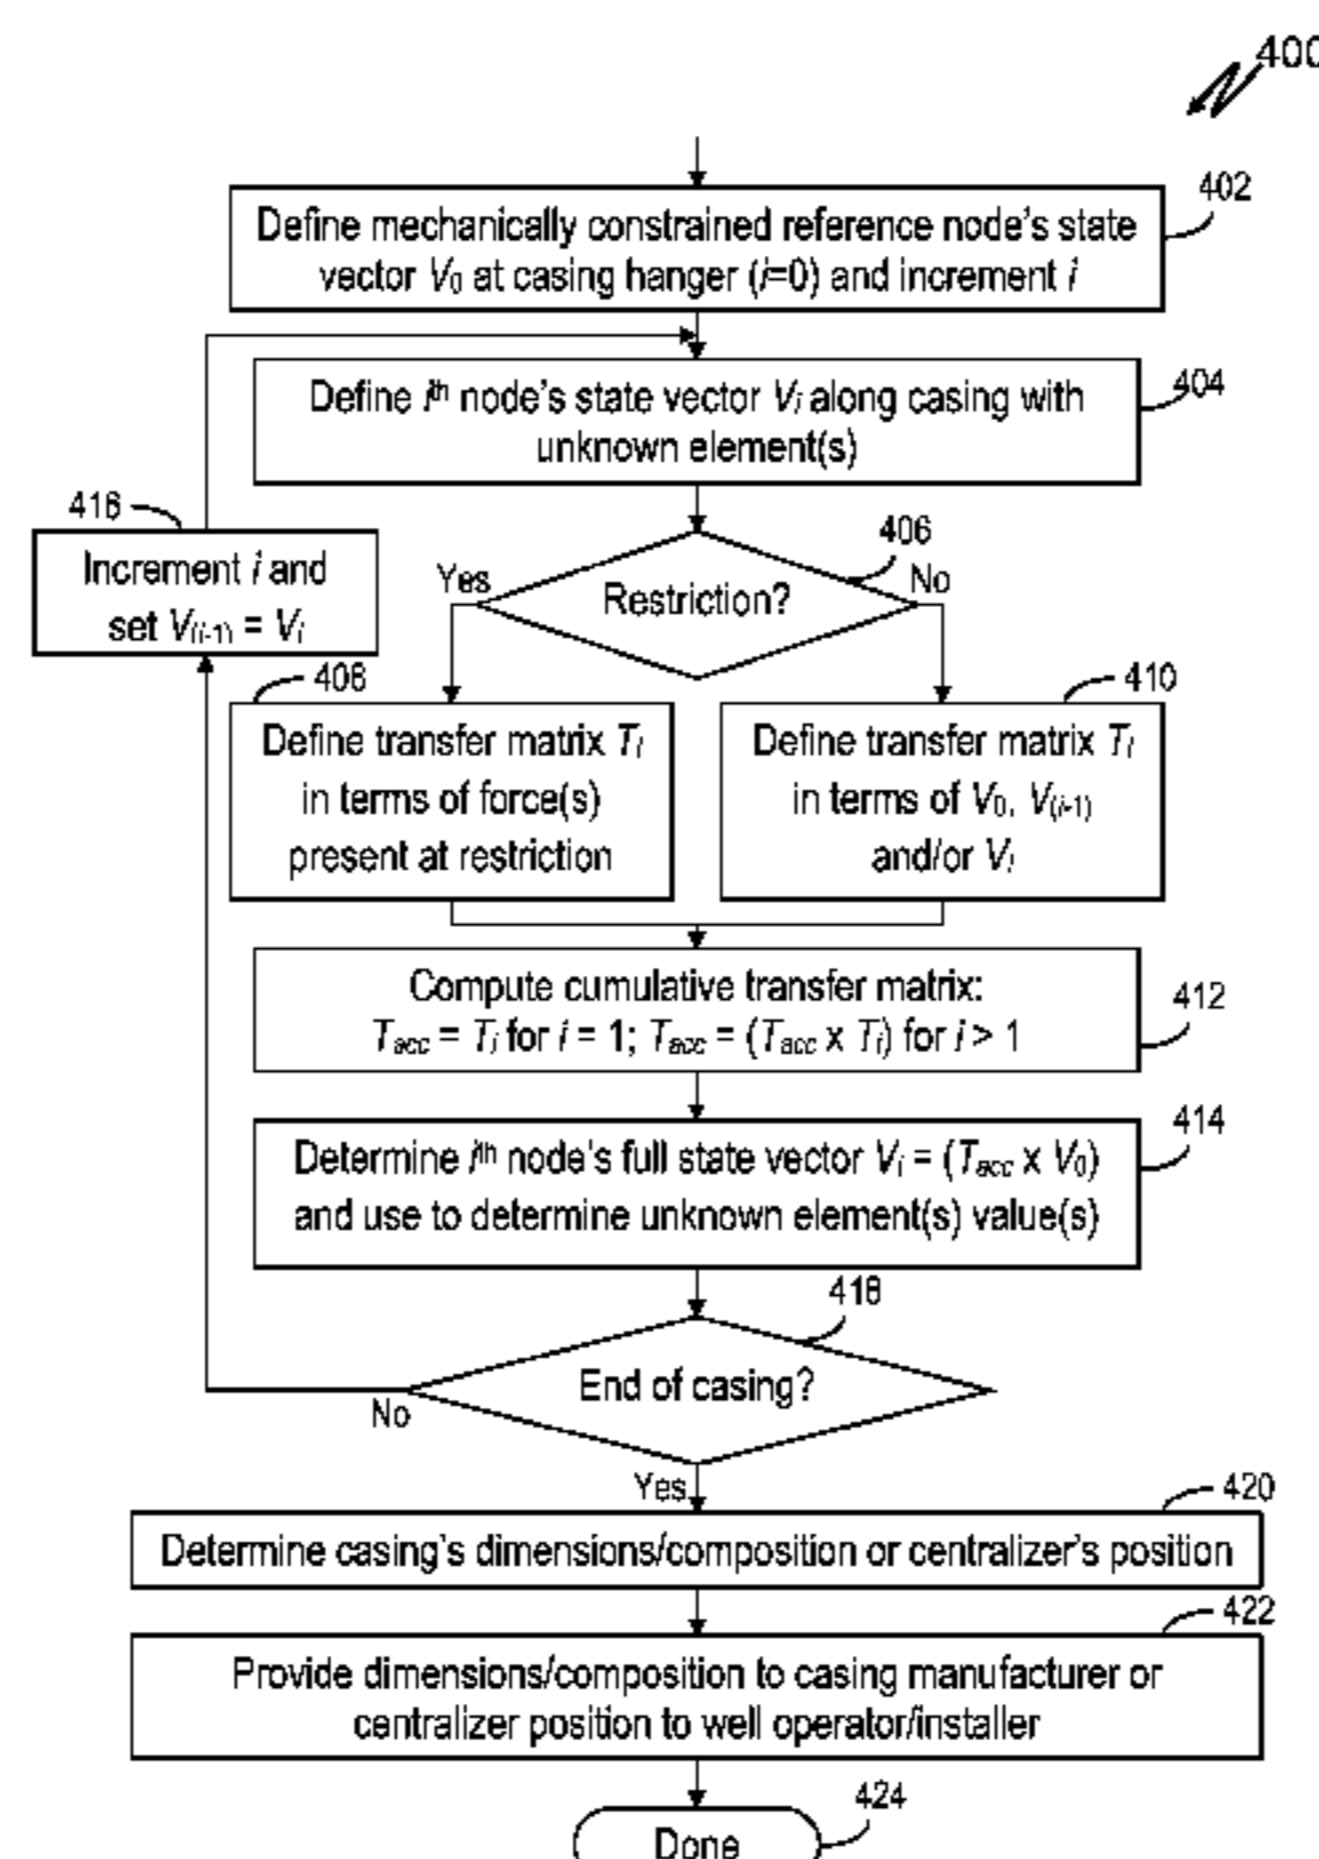 400
402
Define mechanically constrained reference node's state
vector V0 at casing hanger (i=0) and increment i
404
Define ith node's state vector Vi along casing with
unknown element(s)
416
Increment i and
set V(i-1) = Vi
406
Yes
Restriction?
No
408
Define transfer matrix Ti
in terms of force(s)
present at restriction
410
Define transfer matrix Ti
in terms of V0, V(i-1)
and/or Vi
412
Compute cumulative transfer matrix:
Tacc = Ti for i = 1; Tacc = (Tacc x Ti) for i > 1
414
Determine ith node's full state vector Vi = (Tacc x V0)
and use to determine unknown element(s) value(s)
418
End of casing?
No
Yes
420
Determine casing's dimensions/composition or centralizer's position
422
Provide dimensions/composition to casing manufacturer or
centralizer position to well operator/installer
424
Done